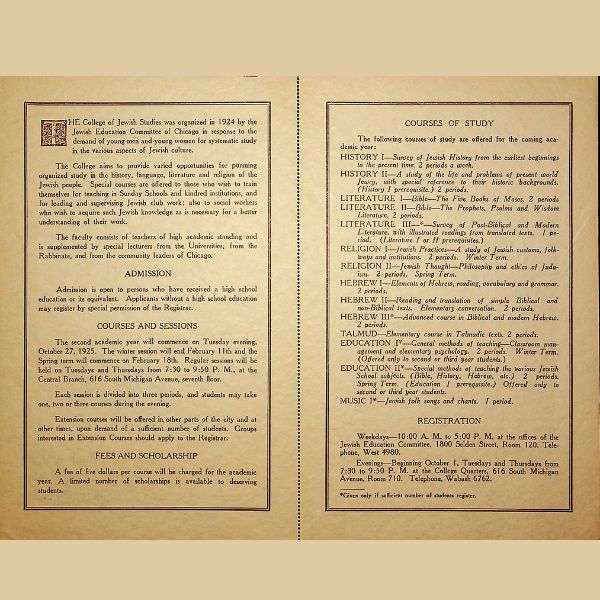 THE College of Jewish Studies was organized in 1924 by the
Jewish Education Committee of Chicago in response to the
demand of young men and young women for systematic study
in the various aspects of Jewish culture.
The College aims to provide varied opportunities for pursuing
organized study in the history, language, literature and religion of the
Jewish people. Special courses are offered to those who wish to train
themselves for teaching in Sunday Schools and kindred institutions, and
for leading and supervising Jewish club work; also to social workers
who wish to acquire such Jewish knowledge as is necessary for a better
understanding of their work.
The faculty consists of teachers of high academic standing and
is supplemented by special lecturers from the Universities, from the
Rabbinate, and from the community leaders of Chicago.
ADMISSION
Admission is open to persons who have received a high school
education or its equivalent. Applicants without a high school education
may register by special permission of the Registrar.
COURSES AND SESSIONS
The second academic year will commence on Tuesday evening,
October 27, 1925. The winter session will end February 11th and the
Spring term will commence on February 18th. Regular sessions will be
held on Tuesdays and Thursdays from 7:30 to 9:50 P. M., at the
Central Branch, 616 South Michigan Avenue, seventh floor.
Each session is divided into three periods, and students may take
one, two or three courses during the evening.
Extension courses will be offered in other parts of the city and at
other times, upon demand of a sufficient number of students. Groups
interested in Extension Courses should apply to the Registrar.
FEES AND SCHOLARSHIP
A fee of five dollars per course will be charged for the academic
year. A limited number of scholarships is available to deserving
students.
COURSES OF STUDY
The following courses of study are offered for the coming aca-
demic year:
HISTORY I—Survey of Jewish History from the earliest beginnings
to the present time. 2 periods a week.
HISTORY II—A study of the life and problems of present world
Jewry, with special reference to their historic backgrounds.
(History I prerequisite.) 2 periods.
LITERATURE I—Bible—The Five Books of Moses. 2 periods
LITERATURE II—Bible—The Prophets, Psalms and Wisdom
Literature. 2 periods.
LITERATURE III—*—Survey of Post-Biblical and Modern
Literature, with illustrated readings from translated texts. 1 pe-
riod. (Literature I or II prerequisites.)
RELIGION I—Jewish Practices—A study of Jewish customs, folk-
ways and institutions. 2 periods. Winter Term.
RELIGION II—Jewish Thought—Philosophy and ethics of Juda-
ism. 2 periods. Spring Term.
HEBREW I—Elements of Hebrew, reading, vocabulary and grammar.
2 periods.
HEBREW II—Reading and translation of simple Biblical and
non-Biblical texts. Elementary conversation. 2 periods.
HEBREW III*—Advanced course in Biblical and modern Hebrew.
2 periods.
TALMUD—Elementary course in Talmudic texts. 2 periods.
EDUCATION I*—General methods of teaching—Classroom man-
agement and elementary psychology. 2 periods. Winter Term.
(Offered only to second or third year students.)
EDUCATION II*—Special methods of teaching the various Jewish
School subjects. (Bible, History, Hebrew, etc.) 2 periods.
Spring Term. (Education I prerequisite.) Offered only to
second or third year students.
MUSIC I*—Jewish folk songs and chants. 1 period.
REGISTRATION
Weekdays—10:00 A. M. to 5:00 P. M. at the offices of the
Jewish Education Committee, 1800 Selden Street, Room 120. Tele-
phone, West 4980.
Evenings—Beginning October 1, Tuesdays and Thursdays from
7:30 to 9:50 P. M. at the College Quarters, 616 South Michigan
Avenue, Room 710. Telephone, Wabash 6762.
*Given only if sufficient number of students register.